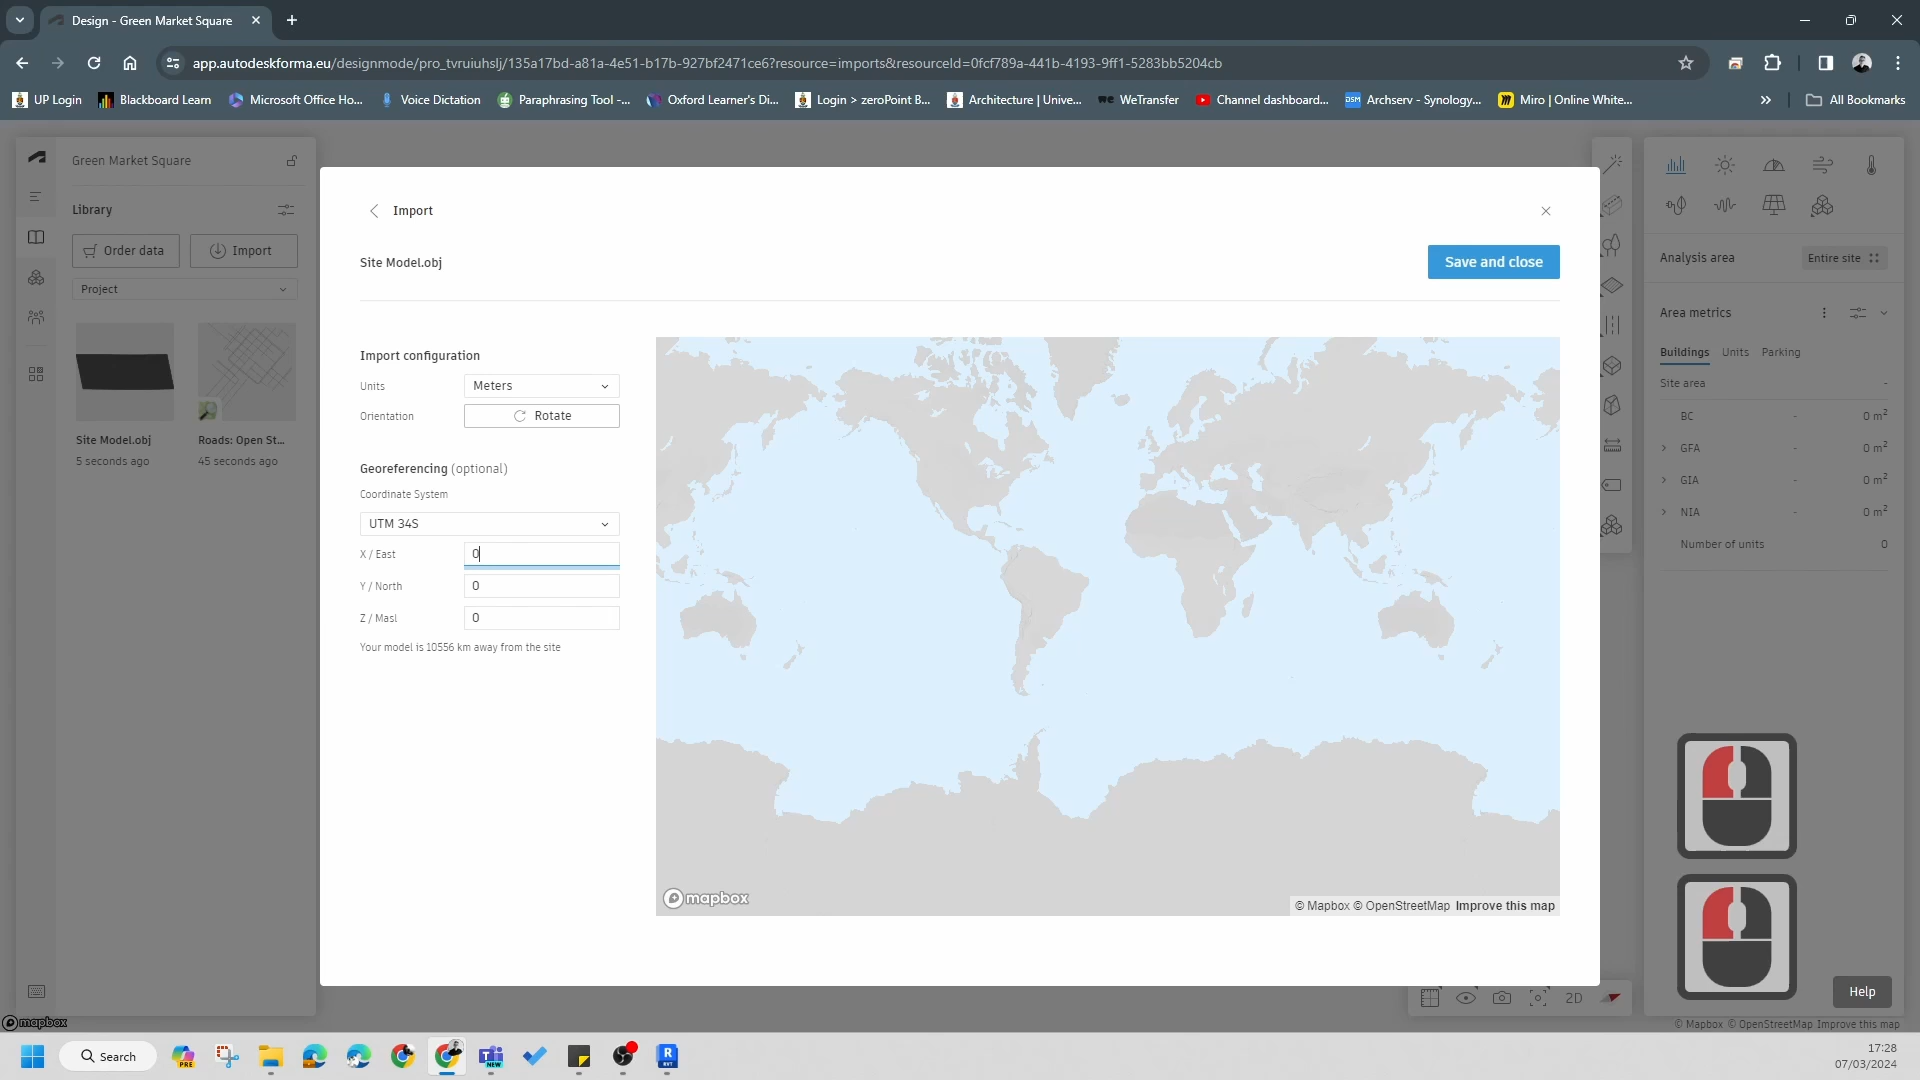 Design - Green Market Square
app.autodeskforma.eu/designmode/pro_tvruiuhslj/135a17bd-a81a-4e51-b17b-927bf2471ce6?resource=imports&resourceId=0fcf789a-441b-4193-9ff1-5283bb5204cb
UP Login
Blackboard Learn
Microsoft Office Ho...
Voice Dictation
Paraphrasing Tool -...
Oxford Learner's Di...
Login > zeroPoint B...
Architecture | Unive...
WeTransfer
Channel dashboard...
DSM
Archserv - Synology...
Miro | Online White...
All Bookmarks
Green Market Square
Library
Order data
Import
Project
Site Model.obj
5 seconds ago
Roads: Open St...
45 seconds ago
Import
Site Model.obj
Save and close
Import configuration
Units
Meters
Orientation
Rotate
Georeferencing (optional)
Coordinate System
UTM 34S
X / East
0
Y / North
0
Z / Masl
0
Your model is 10556 km away from the site
mapbox
© Mapbox © OpenStreetMap Improve this map
Analysis area
Entire site
Area metrics
Buildings
Units
Parking
Site area
-
BC
-
0 m²
GFA
-
0 m²
GIA
-
0 m²
NIA
-
0 m²
Number of units
0
2D
Help
mapbox
© Mapbox © OpenStreetMap Improve this map
Search
PRE
NEW
17:28
07/03/2024